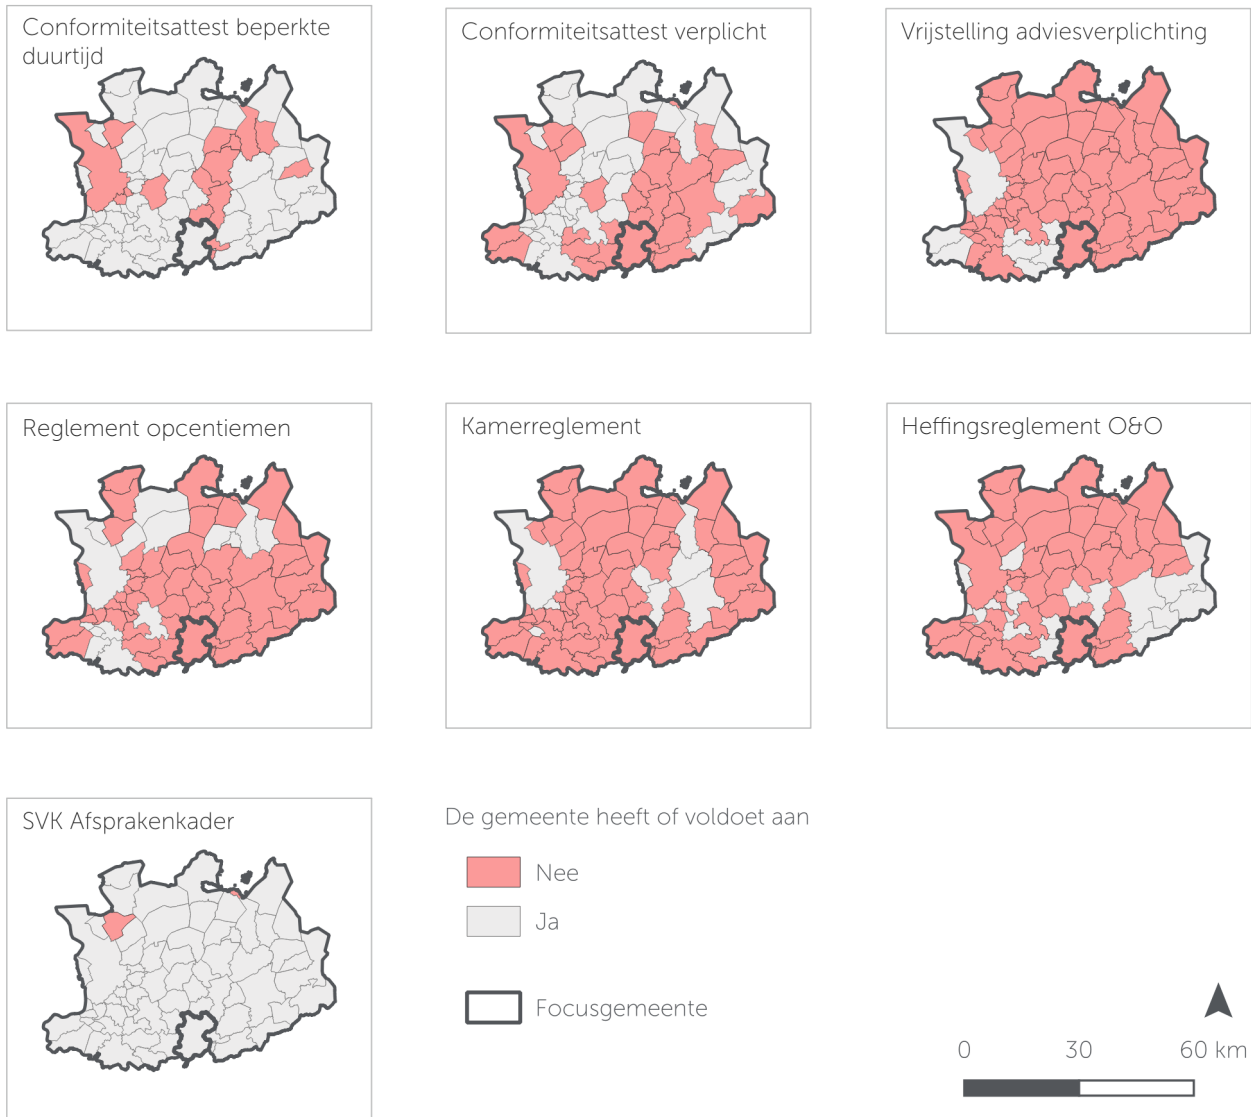 Conformiteitsattest beperkte
duurtijd
Conformiteitsattest verplicht
Vrijstelling adviesverplichting
Reglement opcentiemen
Kamerreglement
Heffingsreglement O&O
SVK Afsprakenkader
De gemeente heeft of voldoet aan
Nee
Ja
Focusgemeente
0 30 60 km